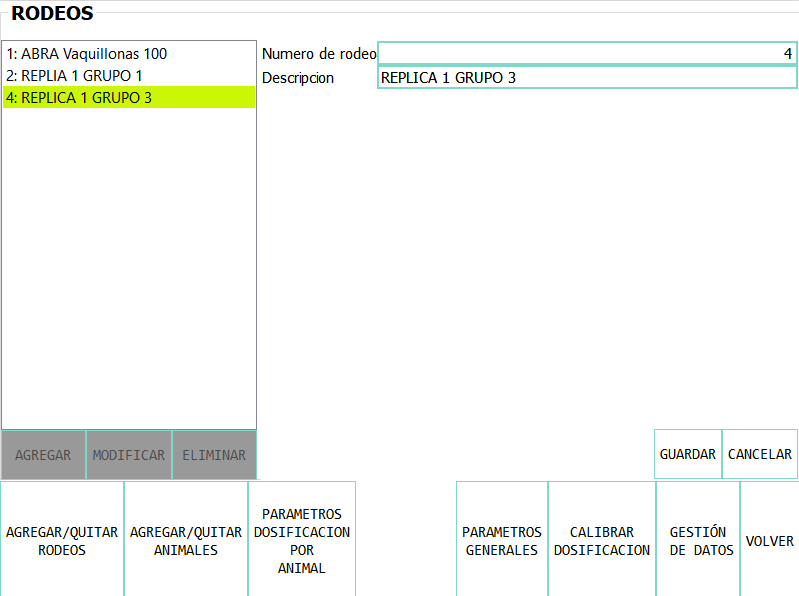 RODEOS
1: ABRA Vaquillonas 100
2: REPLIA 1 GRUPO 1
4: REPLICA 1 GRUPO 3
Numero de rodeo 4
Descripcion REPLICA 1 GRUPO 3
AGREGAR MODIFICAR ELIMINAR
GUARDAR CANCELAR
AGREGAR/QUITAR
RODEOS
AGREGAR/QUITAR
ANIMALES
PARAMETROS
DOSIFICACION
POR
ANIMAL
PARAMETROS
GENERALES
CALIBRAR
DOSIFICACION
GESTIÓN
DE DATOS
VOLVER